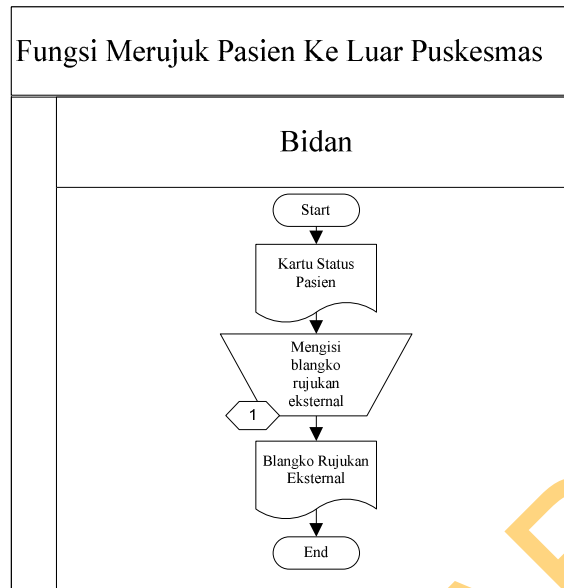 Fungsi Merujuk Pasien Ke Luar Puskesmas
Bidan
Start
Kartu Status
Pasien
Mengisi
blangko
rujukan
eksternal
1
Blangko Rujukan
Eksternal
End